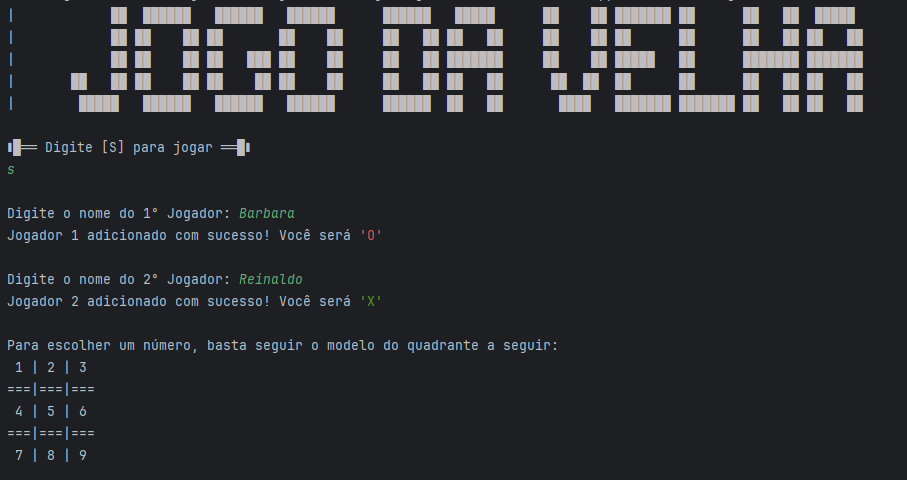 JOGO DA VELHA
Digite [S] para jogar
s
Digite o nome do 1° Jogador: Barbara
Jogador 1 adicionado com sucesso! Você será 'O'
Digite o nome do 2° Jogador: Reinaldo
Jogador 2 adicionado com sucesso! Você será 'X'
Para escolher um número, basta seguir o modelo do quadrante a seguir:
1 | 2 | 3
===|===|===
4 | 5 | 6
===|===|===
7 | 8 | 9